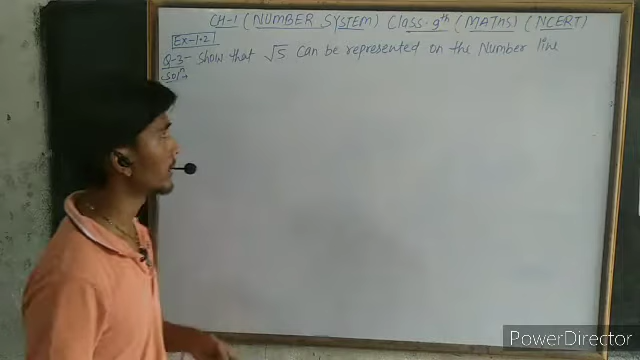 CH-1 (NUMBER SYSTEM) Class-9th (MATHS) (NCERT)
Ex-1.2
Q-3- Show that √5 can be represented on the Number line
Solⁿ
PowerDirector